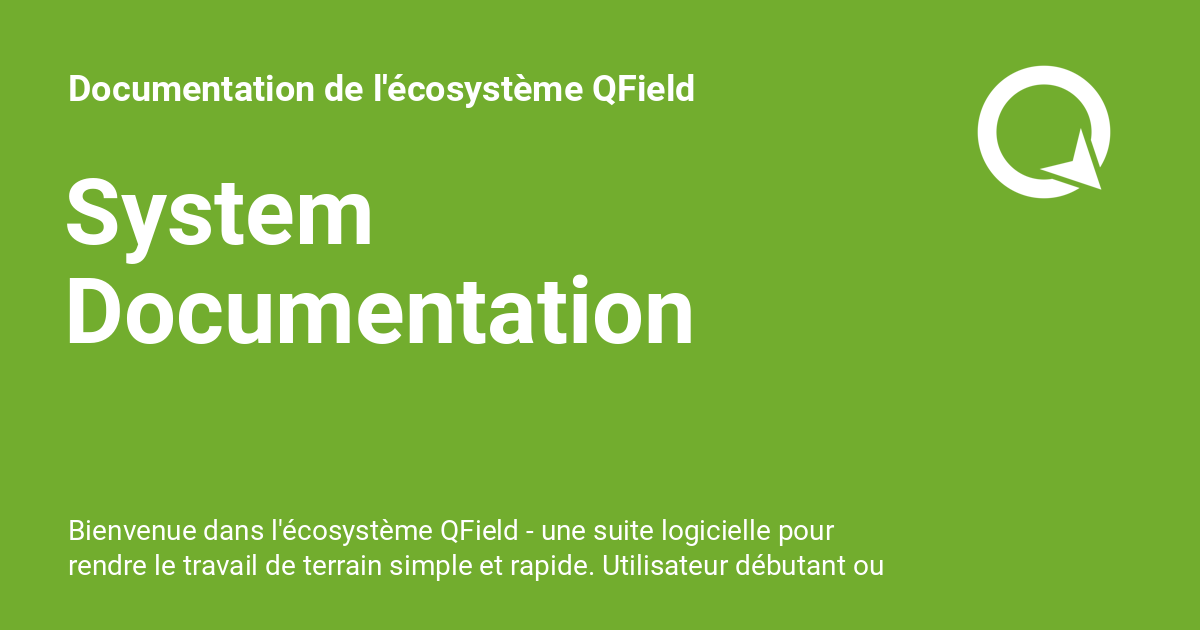 Documentation de l'écosystème QField
System
Documentation
Bienvenue dans l'écosystème QField - une suite logicielle pour
rendre le travail de terrain simple et rapide. Utilisateur débutant ou